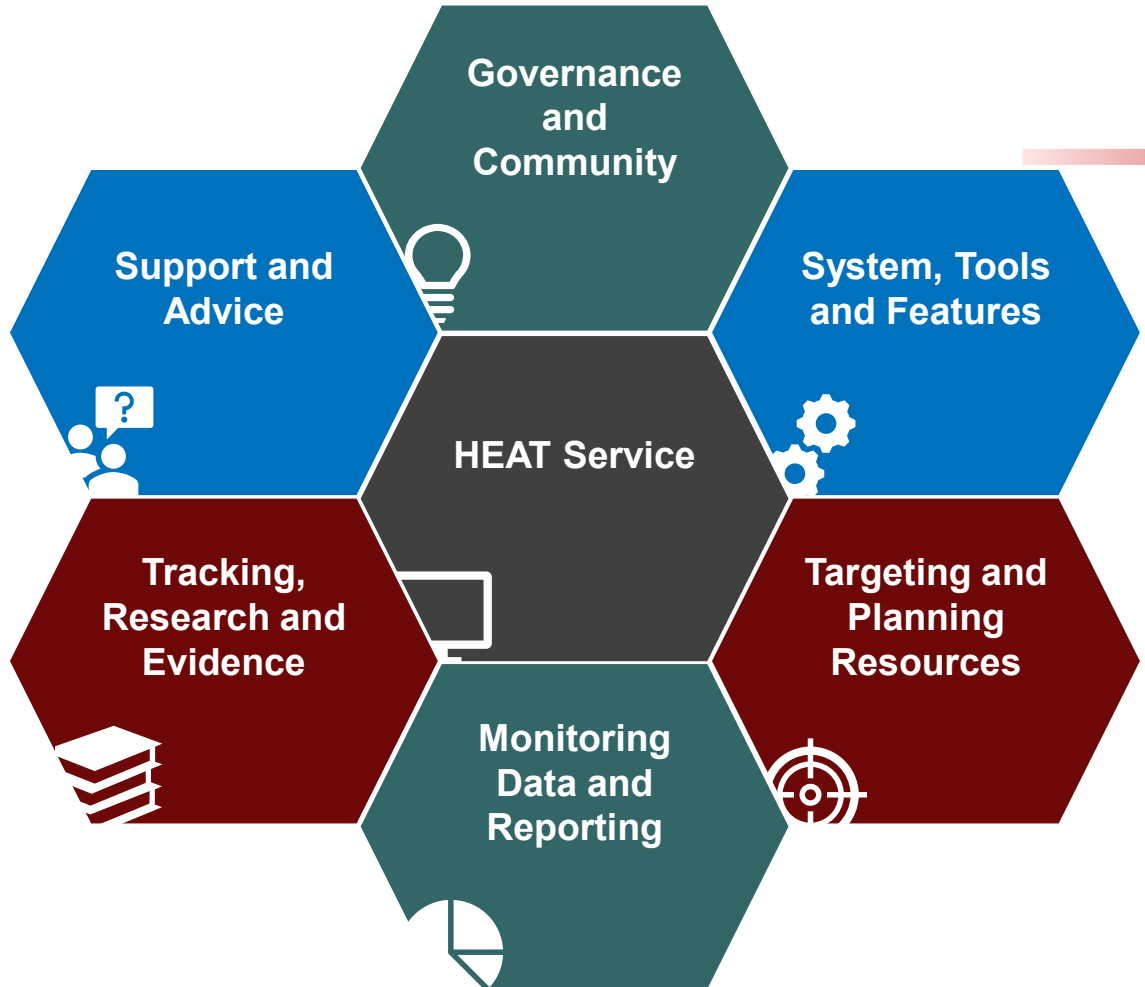 Governance
and
Community
Support and
Advice
System, Tools
and Features
HEAT Service
Tracking,
Research and
Evidence
Targeting and
Planning
Resources
Monitoring
Data and
Reporting
?